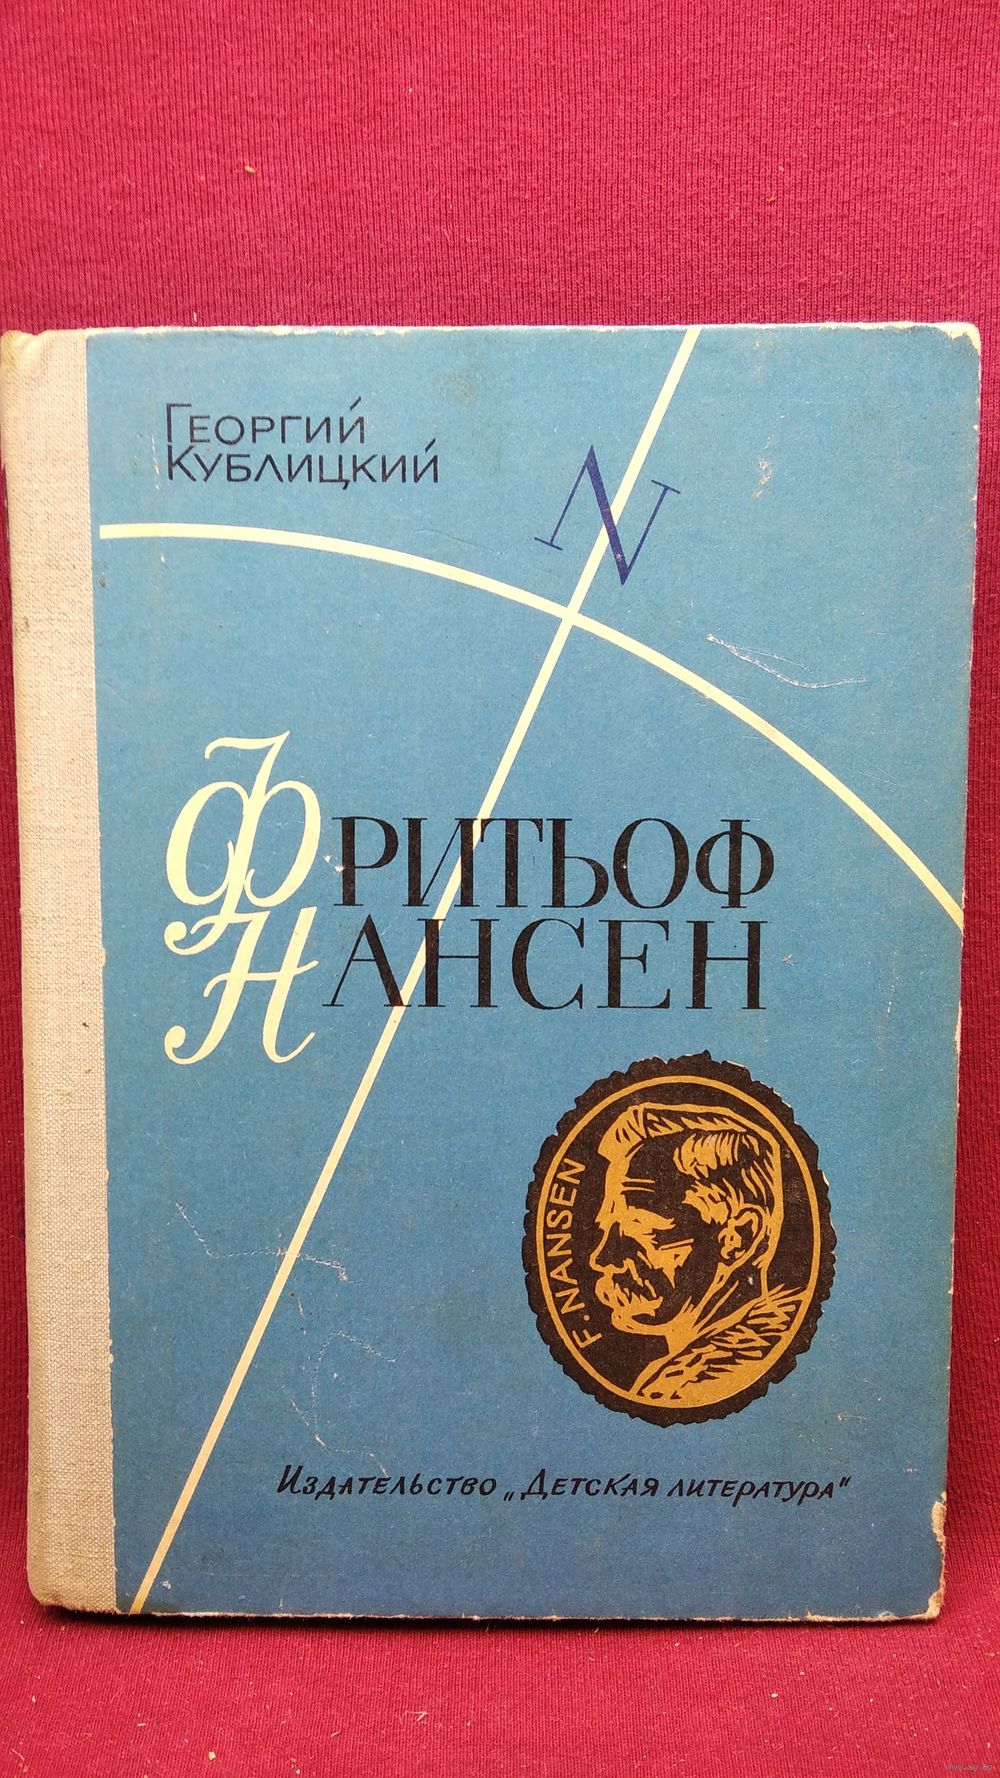 ГЕОРГИЙ
КУБЛИЦКИЙ
N
ФРИТЬОФ
НАНСЕН
F. NANSEN
ИЗДАТЕЛЬСТВО „ДЕТСКАЯ ЛИТЕРАТУРА“